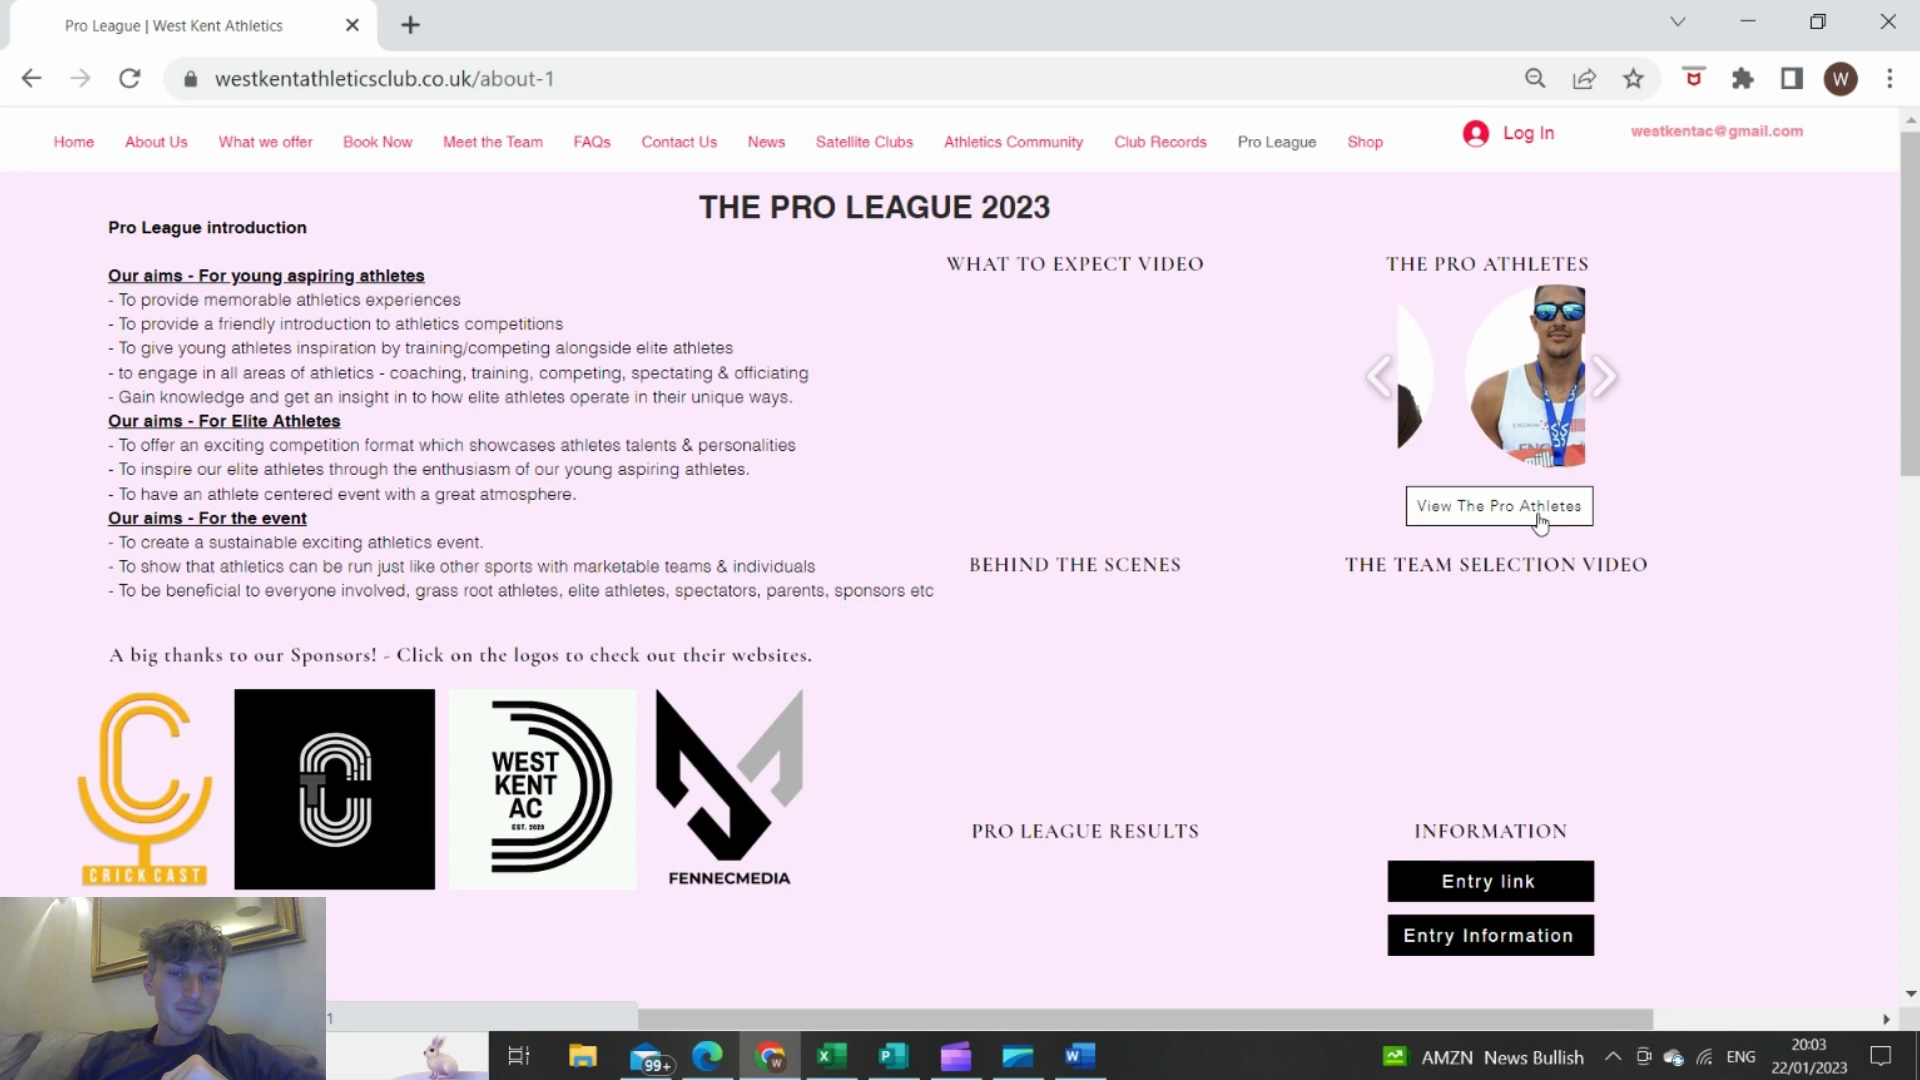 Pro League | West Kent Athletics
westkentathleticsclub.co.uk/about-1
W
Home About Us What we offer Book Now Meet the Team FAQs Contact Us News Satellite Clubs Athletics Community Club Records Pro League Shop
Log In
westkentac@gmail.com
THE PRO LEAGUE 2023
Pro League introduction
Our aims - For young aspiring athletes
- To provide memorable athletics experiences
- To provide a friendly introduction to athletics competitions
- To give young athletes inspiration by training/competing alongside elite athletes
- to engage in all areas of athletics - coaching, training, competing, spectating & officiating
- Gain knowledge and get an insight in to how elite athletes operate in their unique ways.
Our aims - For Elite Athletes
- To offer an exciting competition format which showcases athletes talents & personalities
- To inspire our elite athletes through the enthusiasm of our young aspiring athletes.
- To have an athlete centered event with a great atmosphere.
Our aims - For the event
- To create a sustainable exciting athletics event.
- To show that athletics can be run just like other sports with marketable teams & individuals
- To be beneficial to everyone involved, grass root athletes, elite athletes, spectators, parents, sponsors etc
A big thanks to our Sponsors! - Click on the logos to check out their websites.
CRICKCAST
WEST
KENT
AC
EST. 2020
FENNECMEDIA
WHAT TO EXPECT VIDEO
THE PRO ATHLETES
View The Pro Athletes
BEHIND THE SCENES
THE TEAM SELECTION VIDEO
PRO LEAGUE RESULTS
INFORMATION
Entry link
Entry Information
1
99+
W
AMZN News Bullish
ENG
20:03
22/01/2023